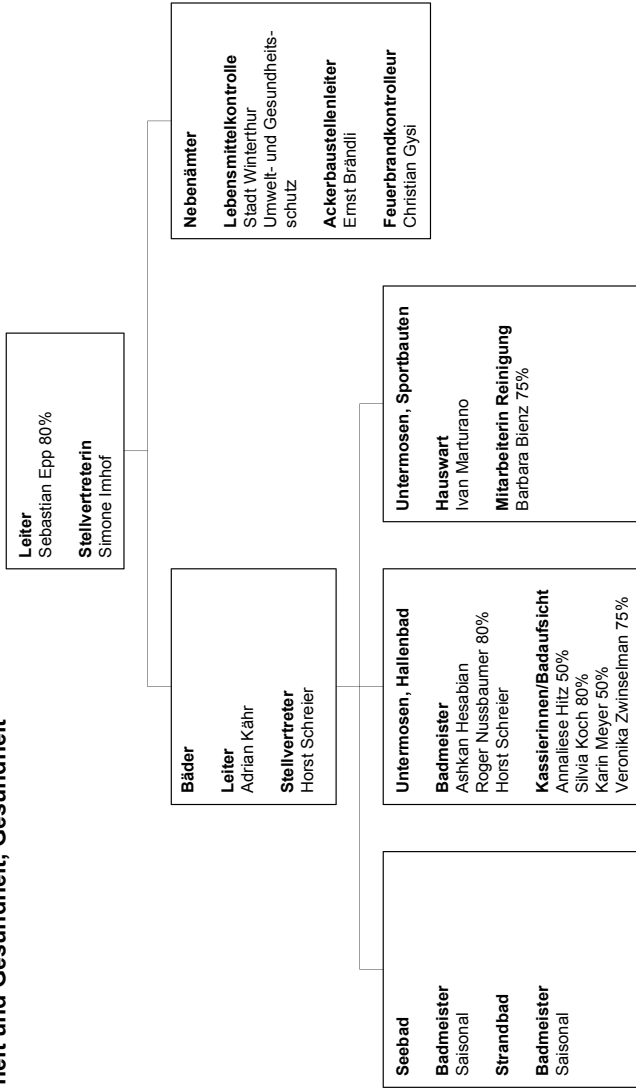 heit und Gesundheit, Gesundheit
Leiter
Sebastian Epp 80%
Stellvertreterin
Simone Imhof
Bäder
Leiter
Adrian Kähr
Stellvertreter
Horst Schreier
Nebenämter
Lebensmittelkontrolle
Stadt Winterthur
Umwelt- und Gesundheits-
schutz
Ackerbaustellenleiter
Ernst Brändli
Feuerbrandkontrolleur
Christian Gysi
Seebad
Badmeister
Saisonal
Strandbad
Badmeister
Saisonal
Untermosen, Hallenbad
Badmeister
Ashkan Hesabian
Roger Nussbaumer 80%
Horst Schreier
Kassierinnen/Badaufsicht
Annaliese Hitz 50%
Silvia Koch 80%
Karin Meyer 50%
Veronika Zwinselman 75%
Untermosen, Sportbauten
Hauswart
Ivan Marturano
Mitarbeiterin Reinigung
Barbara Bienz 75%